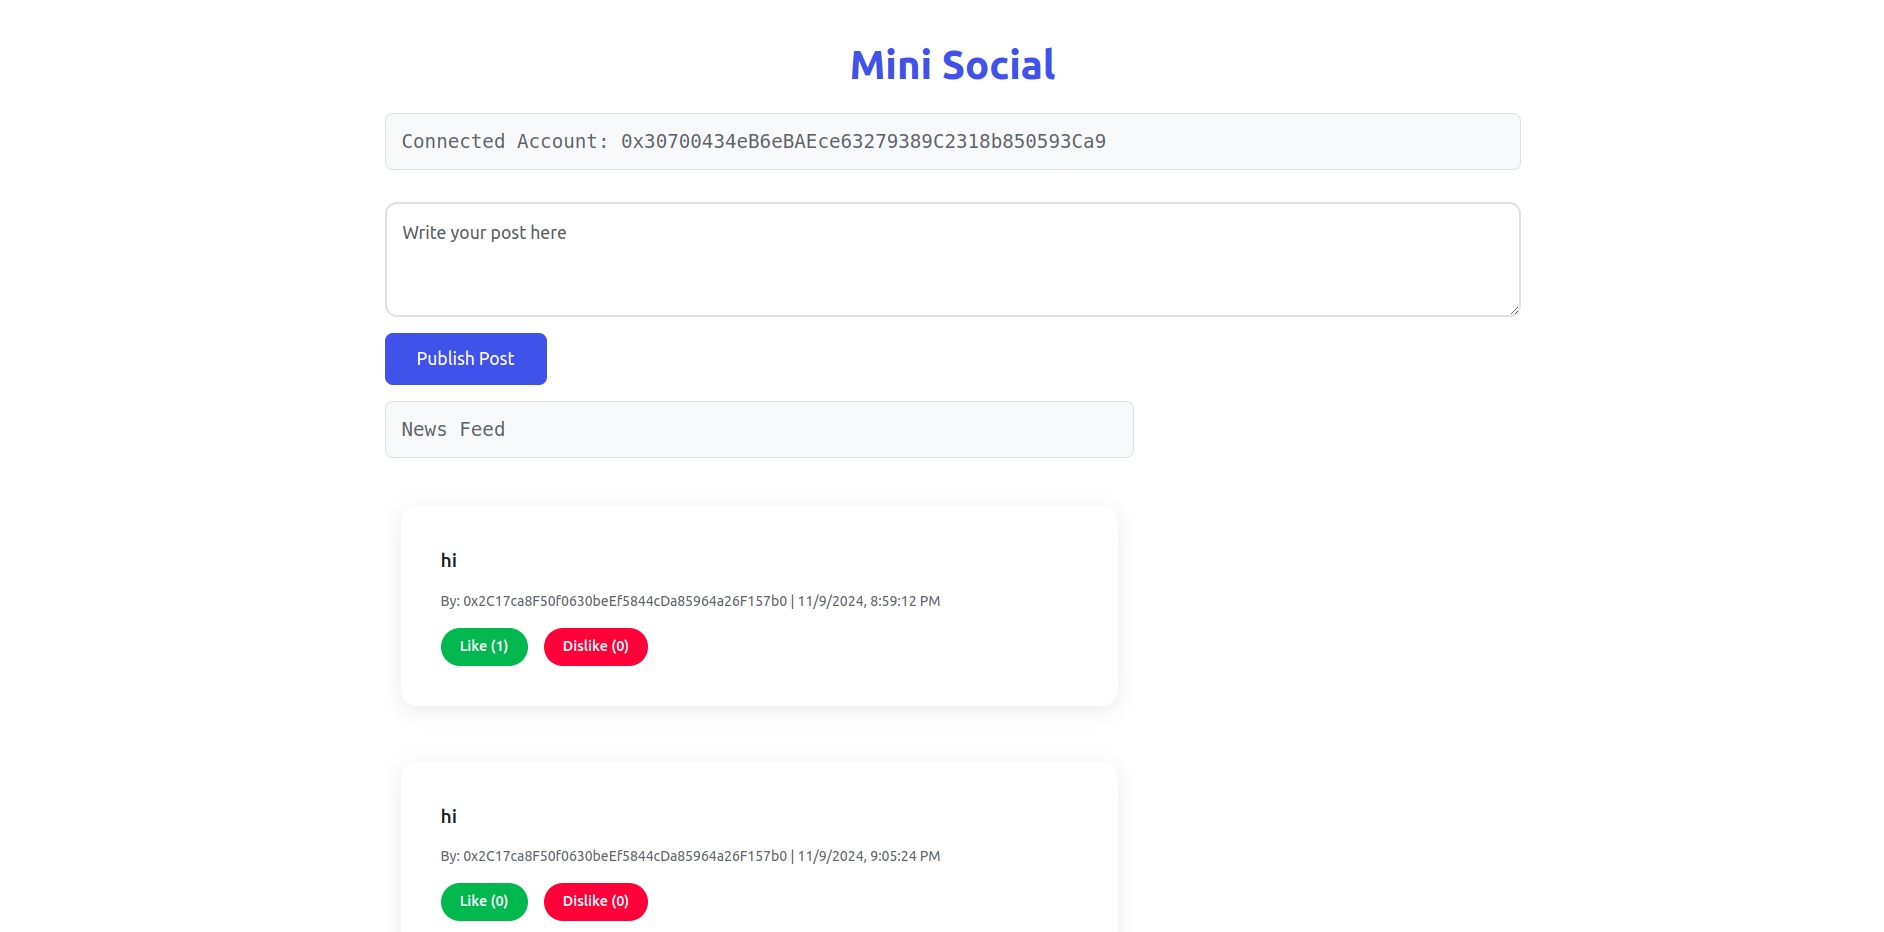 Mini Social
Connected Account: 0x30700434eB6eBAEce63279389C2318b850593Ca9
Write your post here
Publish Post
News Feed
hi
By: 0x2C17ca8F50f0630beEf5844cDa85964a26F157b0 | 11/9/2024, 8:59:12 PM
Like (1) Dislike (0)
hi
By: 0x2C17ca8F50f0630beEf5844cDa85964a26F157b0 | 11/9/2024, 9:05:24 PM
Like (0) Dislike (0)